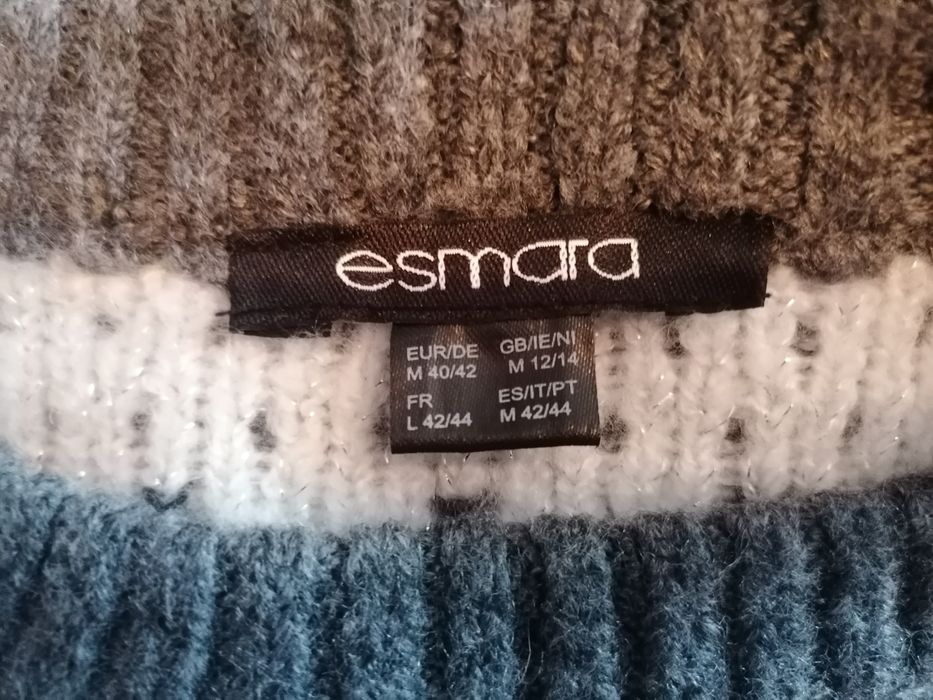 esmara
EUR/DE GB/IE/NI
M 40/42 M 12/14
FR ES/IT/PT
L 42/44 M 42/44